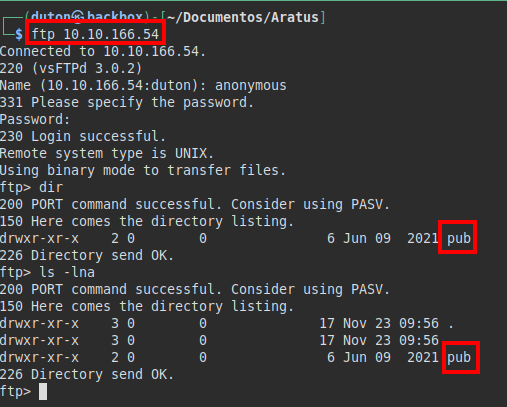 (duton㉿backbox)-[~/Documentos/Aratus]
$ ftp 10.10.166.54
Connected to 10.10.166.54.
220 (vsFTPd 3.0.2)
Name (10.10.166.54:duton): anonymous
331 Please specify the password.
Password:
230 Login successful.
Remote system type is UNIX.
Using binary mode to transfer files.
ftp> dir
200 PORT command successful. Consider using PASV.
150 Here comes the directory listing.
drwxr-xr-x    2 0        0               6 Jun 09  2021 pub
226 Directory send OK.
ftp> ls -lna
200 PORT command successful. Consider using PASV.
150 Here comes the directory listing.
drwxr-xr-x    3 0        0              17 Nov 23 09:56 .
drwxr-xr-x    3 0        0              17 Nov 23 09:56
drwxr-xr-x    2 0        0               6 Jun 09  2021 pub
226 Directory send OK.
ftp>